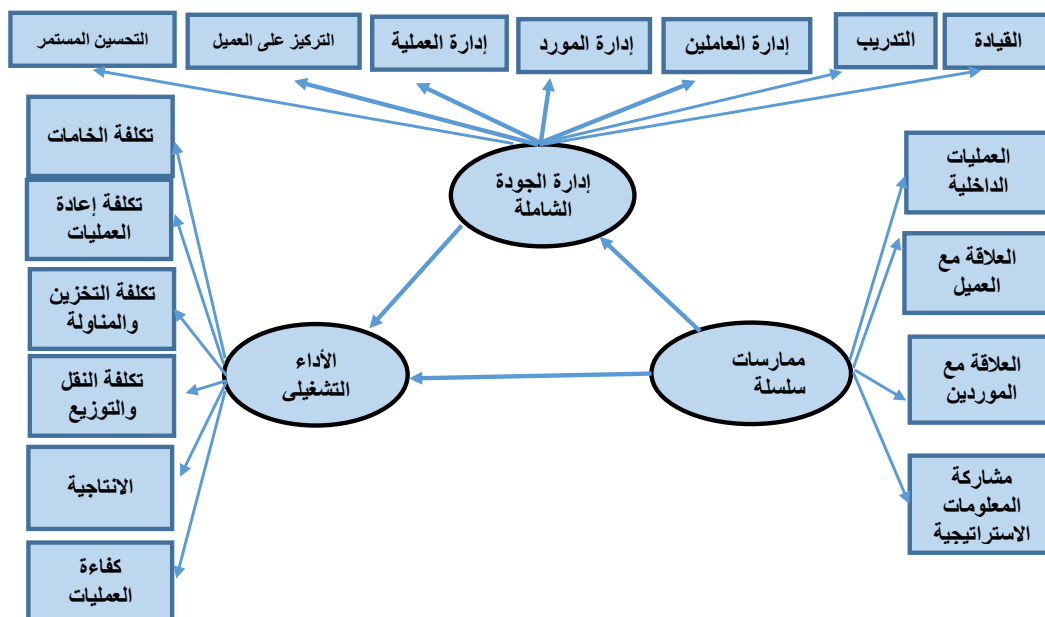 القيادة
التدريب
إدارة العاملين
إدارة المورد
إدارة العملية
التركيز على العميل
التحسين المستمر
إدارة الجودة
الشاملة
العمليات
الداخلية
العلاقة مع
العميل
العلاقة مع
الموردين
مشاركة
المعلومات
الاستراتيجية
ممارسات
سلسلة
الأداء
التشغيلى
تكلفة الخامات
تكلفة إعادة
العمليات
تكلفة التخزين
والمناولة
تكلفة النقل
والتوزيع
الانتاجية
كفاءة
العمليات